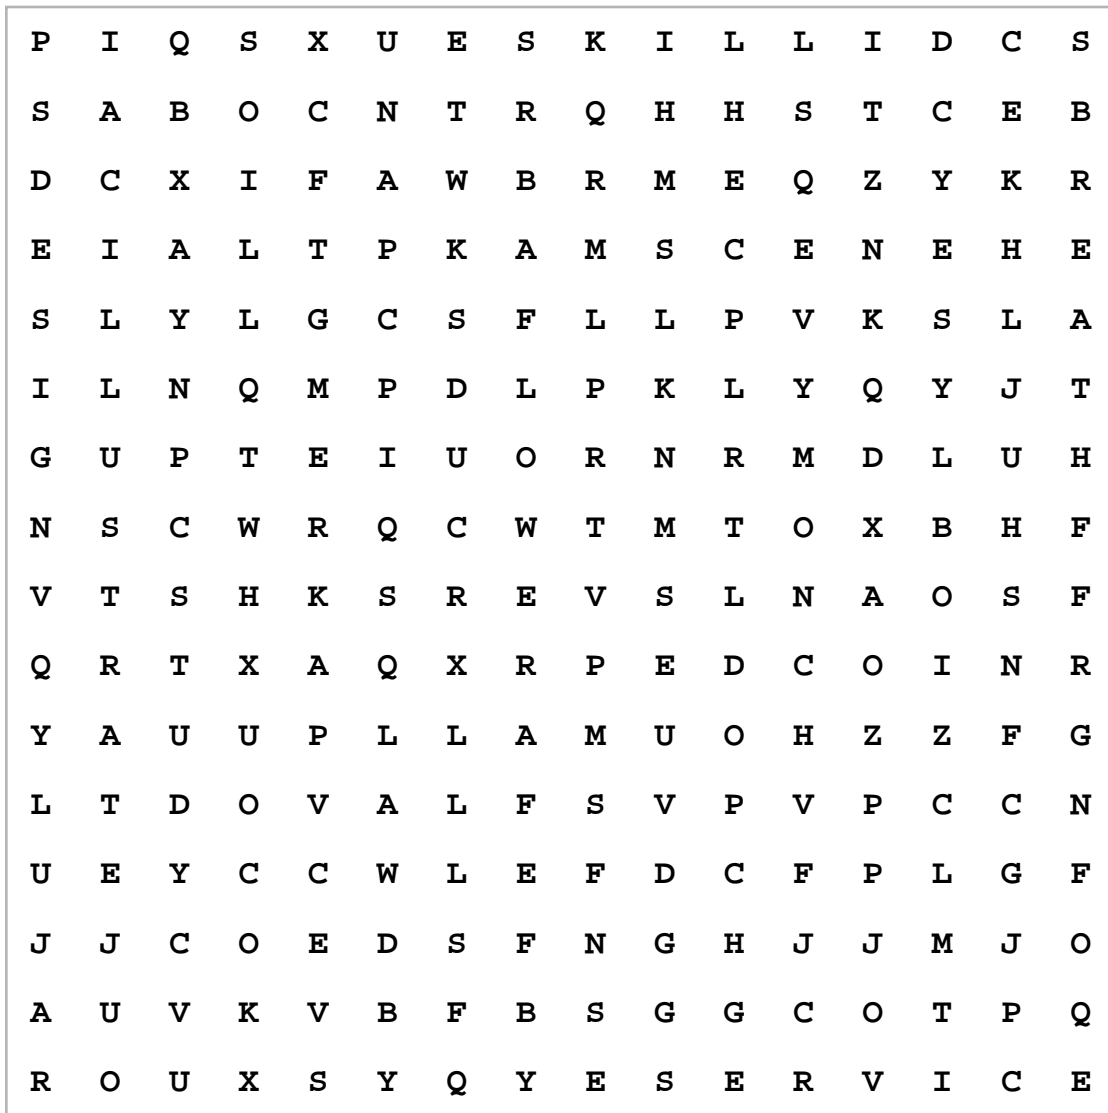 P I Q S X U E S K I L L I D C S
S A B O C N T R Q H H S T C E B
D C X I F A W B R M E Q Z Y K R
E I A L T P K A M S C E N E H E
S L Y L G C S F L L P V K S L A
I L N Q M P D L P K L Y Q Y J T
G U P T E I U O R N R M D L U H
N S C W R Q C W T M T O X B H F
V T S H K S R E V S L N A O S F
Q R T X A Q X R P E D C O I N R
Y A U U P L L A M U O H Z Z F G
L T D O V A L F S V P V P C C N
U E Y C C W L E F D C F P L G F
J J C O E D S F N G H J J M J O
A U V K V B F B S G G C O T P Q
R O U X S Y Q Y E S E R V I C E